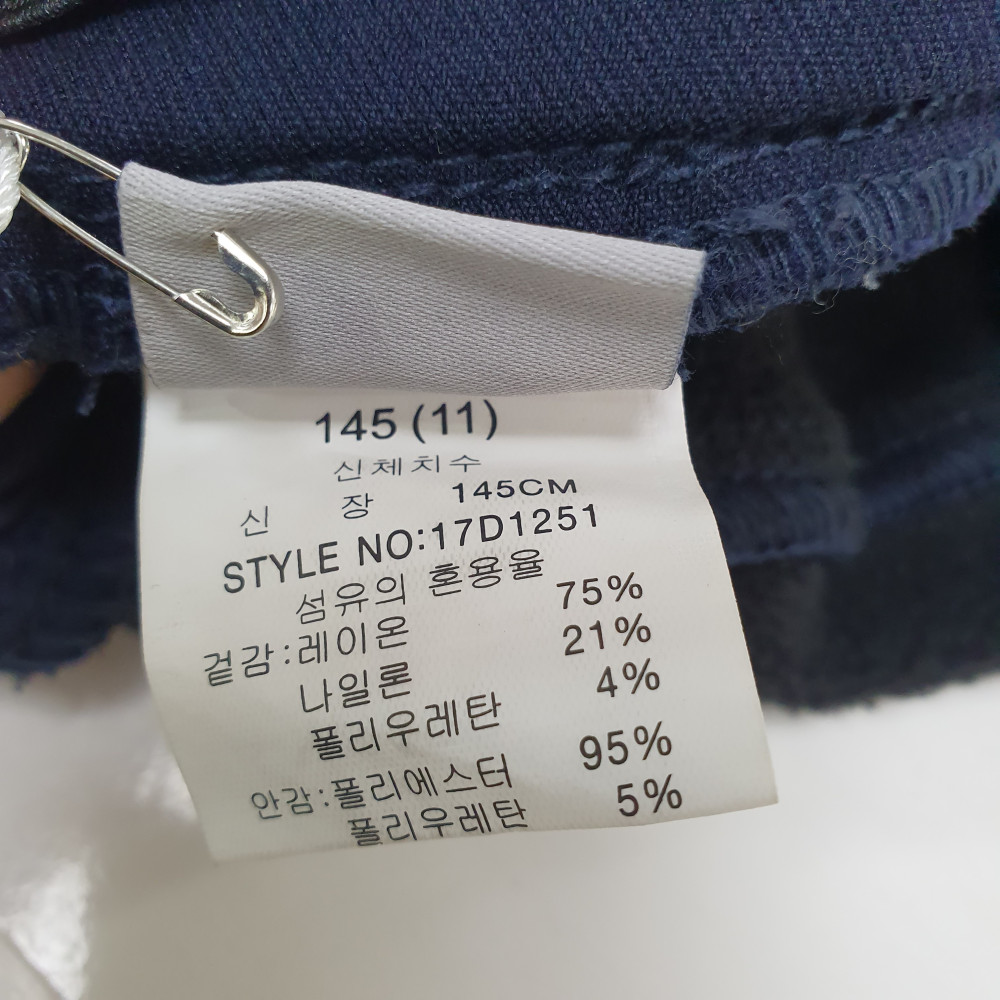 145 (11)
신체치수
신 장 145CM
STYLE NO:17D1251
섬유의 혼용율
겉감:레이온 75%
나일론 21%
폴리우레탄 4%
안감:폴리에스터 95%
폴리우레탄 5%